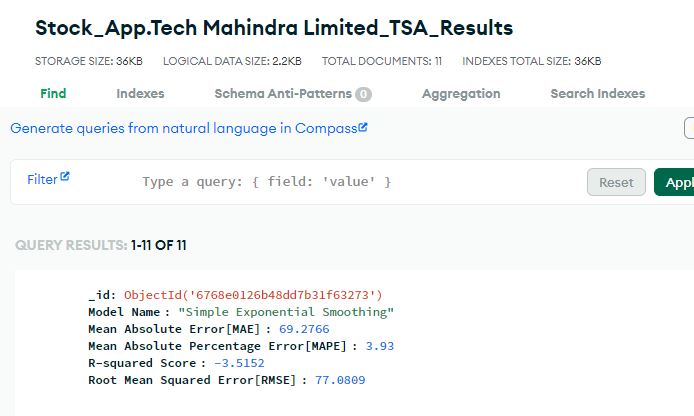 Stock_App.Tech Mahindra Limited_TSA_Results
STORAGE SIZE: 36KB LOGICAL DATA SIZE: 2.2KB TOTAL DOCUMENTS: 11 INDEXES TOTAL SIZE: 36KB
Find Indexes Schema Anti-Patterns 0 Aggregation Search Indexes
Generate queries from natural language in Compass
Filter Type a query: { field: 'value' } Reset Appl
QUERY RESULTS: 1-11 OF 11
_id: ObjectId('6768e0126b48dd7b31f63273')
Model Name : "Simple Exponential Smoothing"
Mean Absolute Error[MAE] : 69.2766
Mean Absolute Percentage Error[MAPE] : 3.93
R-squared Score : -3.5152
Root Mean Squared Error[RMSE] : 77.0809